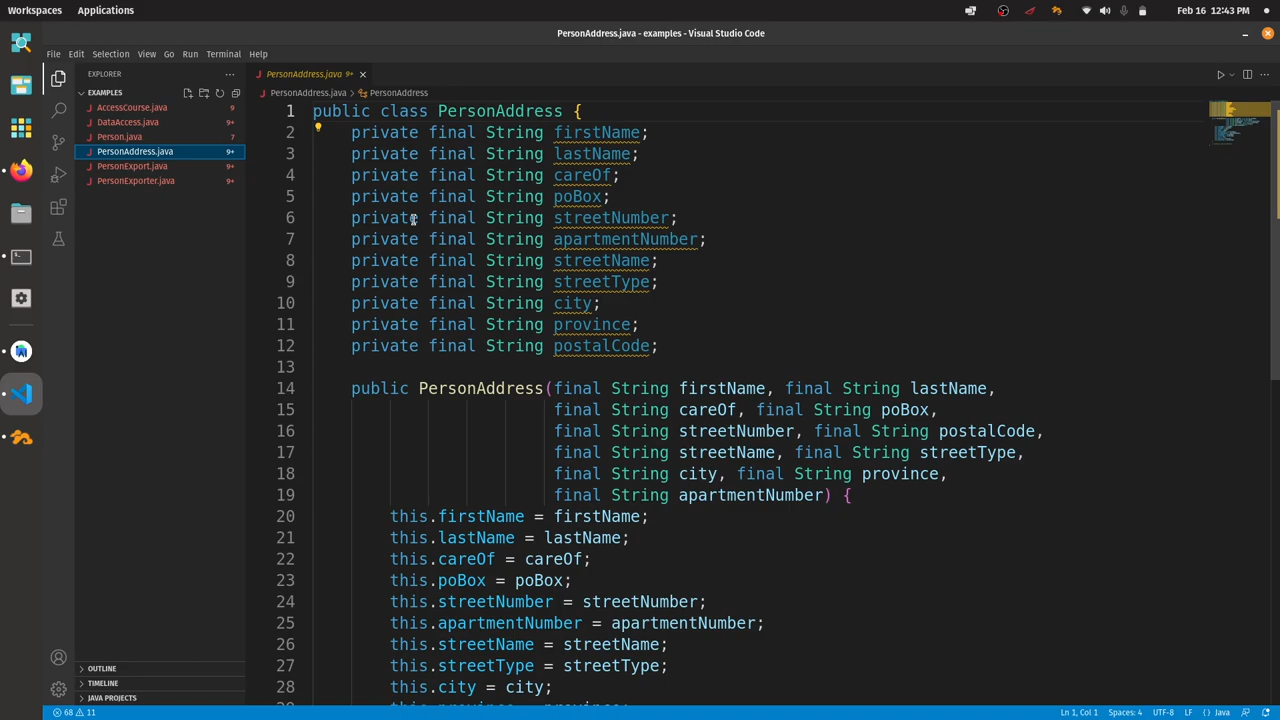 Workspaces Applications Feb 16 12:43 PM
PersonAddress.java - examples - Visual Studio Code
File Edit Selection View Go Run Terminal Help
EXPLORER
PersonAddress.java 9+
EXAMPLES
PersonAddress.java > PersonAddress
AccessCourse.java 9
DataAccess.java 9+
Person.java 7
PersonAddress.java 9+
PersonExport.java 9+
PersonExporter.java 9+
1 public class PersonAddress {
2 private final String firstName;
3 private final String lastName;
4 private final String careOf;
5 private final String poBox;
6 private final String streetNumber;
7 private final String apartmentNumber;
8 private final String streetName;
9 private final String streetType;
10 private final String city;
11 private final String province;
12 private final String postalCode;
13
14 public PersonAddress(final String firstName, final String lastName,
15 final String careOf, final String poBox,
16 final String streetNumber, final String postalCode,
17 final String streetName, final String streetType,
18 final String city, final String province,
19 final String apartmentNumber) {
20 this.firstName = firstName;
21 this.lastName = lastName;
22 this.careOf = careOf;
23 this.poBox = poBox;
24 this.streetNumber = streetNumber;
25 this.apartmentNumber = apartmentNumber;
26 this.streetName = streetName;
27 this.streetType = streetType;
28 this.city = city;
OUTLINE
TIMELINE
JAVA PROJECTS
68 11 Ln 1, Col 1 Spaces: 4 UTF-8 LF {} Java